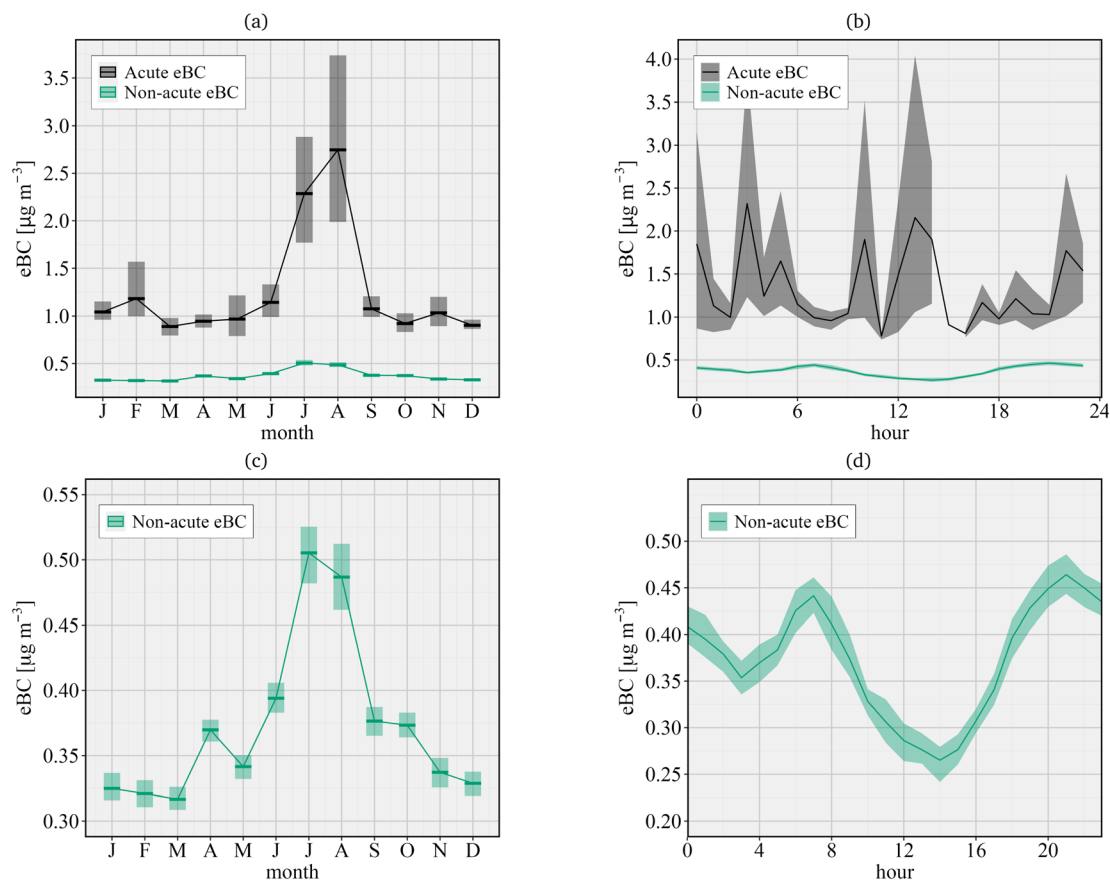 (a)
eBC [µg m⁻³]
3.5
3.0
2.5
2.0
1.5
1.0
0.5
Acute eBC
Non-acute eBC
J F M A M J J A S O N D
month
(b)
eBC [µg m⁻³]
4.0
3.5
3.0
2.5
2.0
1.5
1.0
0.5
Acute eBC
Non-acute eBC
0 6 12 18 24
hour
(c)
eBC [µg m⁻³]
0.55
0.50
0.45
0.40
0.35
0.30
Non-acute eBC
J F M A M J J A S O N D
month
(d)
eBC [µg m⁻³]
0.50
0.45
0.40
0.35
0.30
0.25
0.20
Non-acute eBC
0 4 8 12 16 20
hour